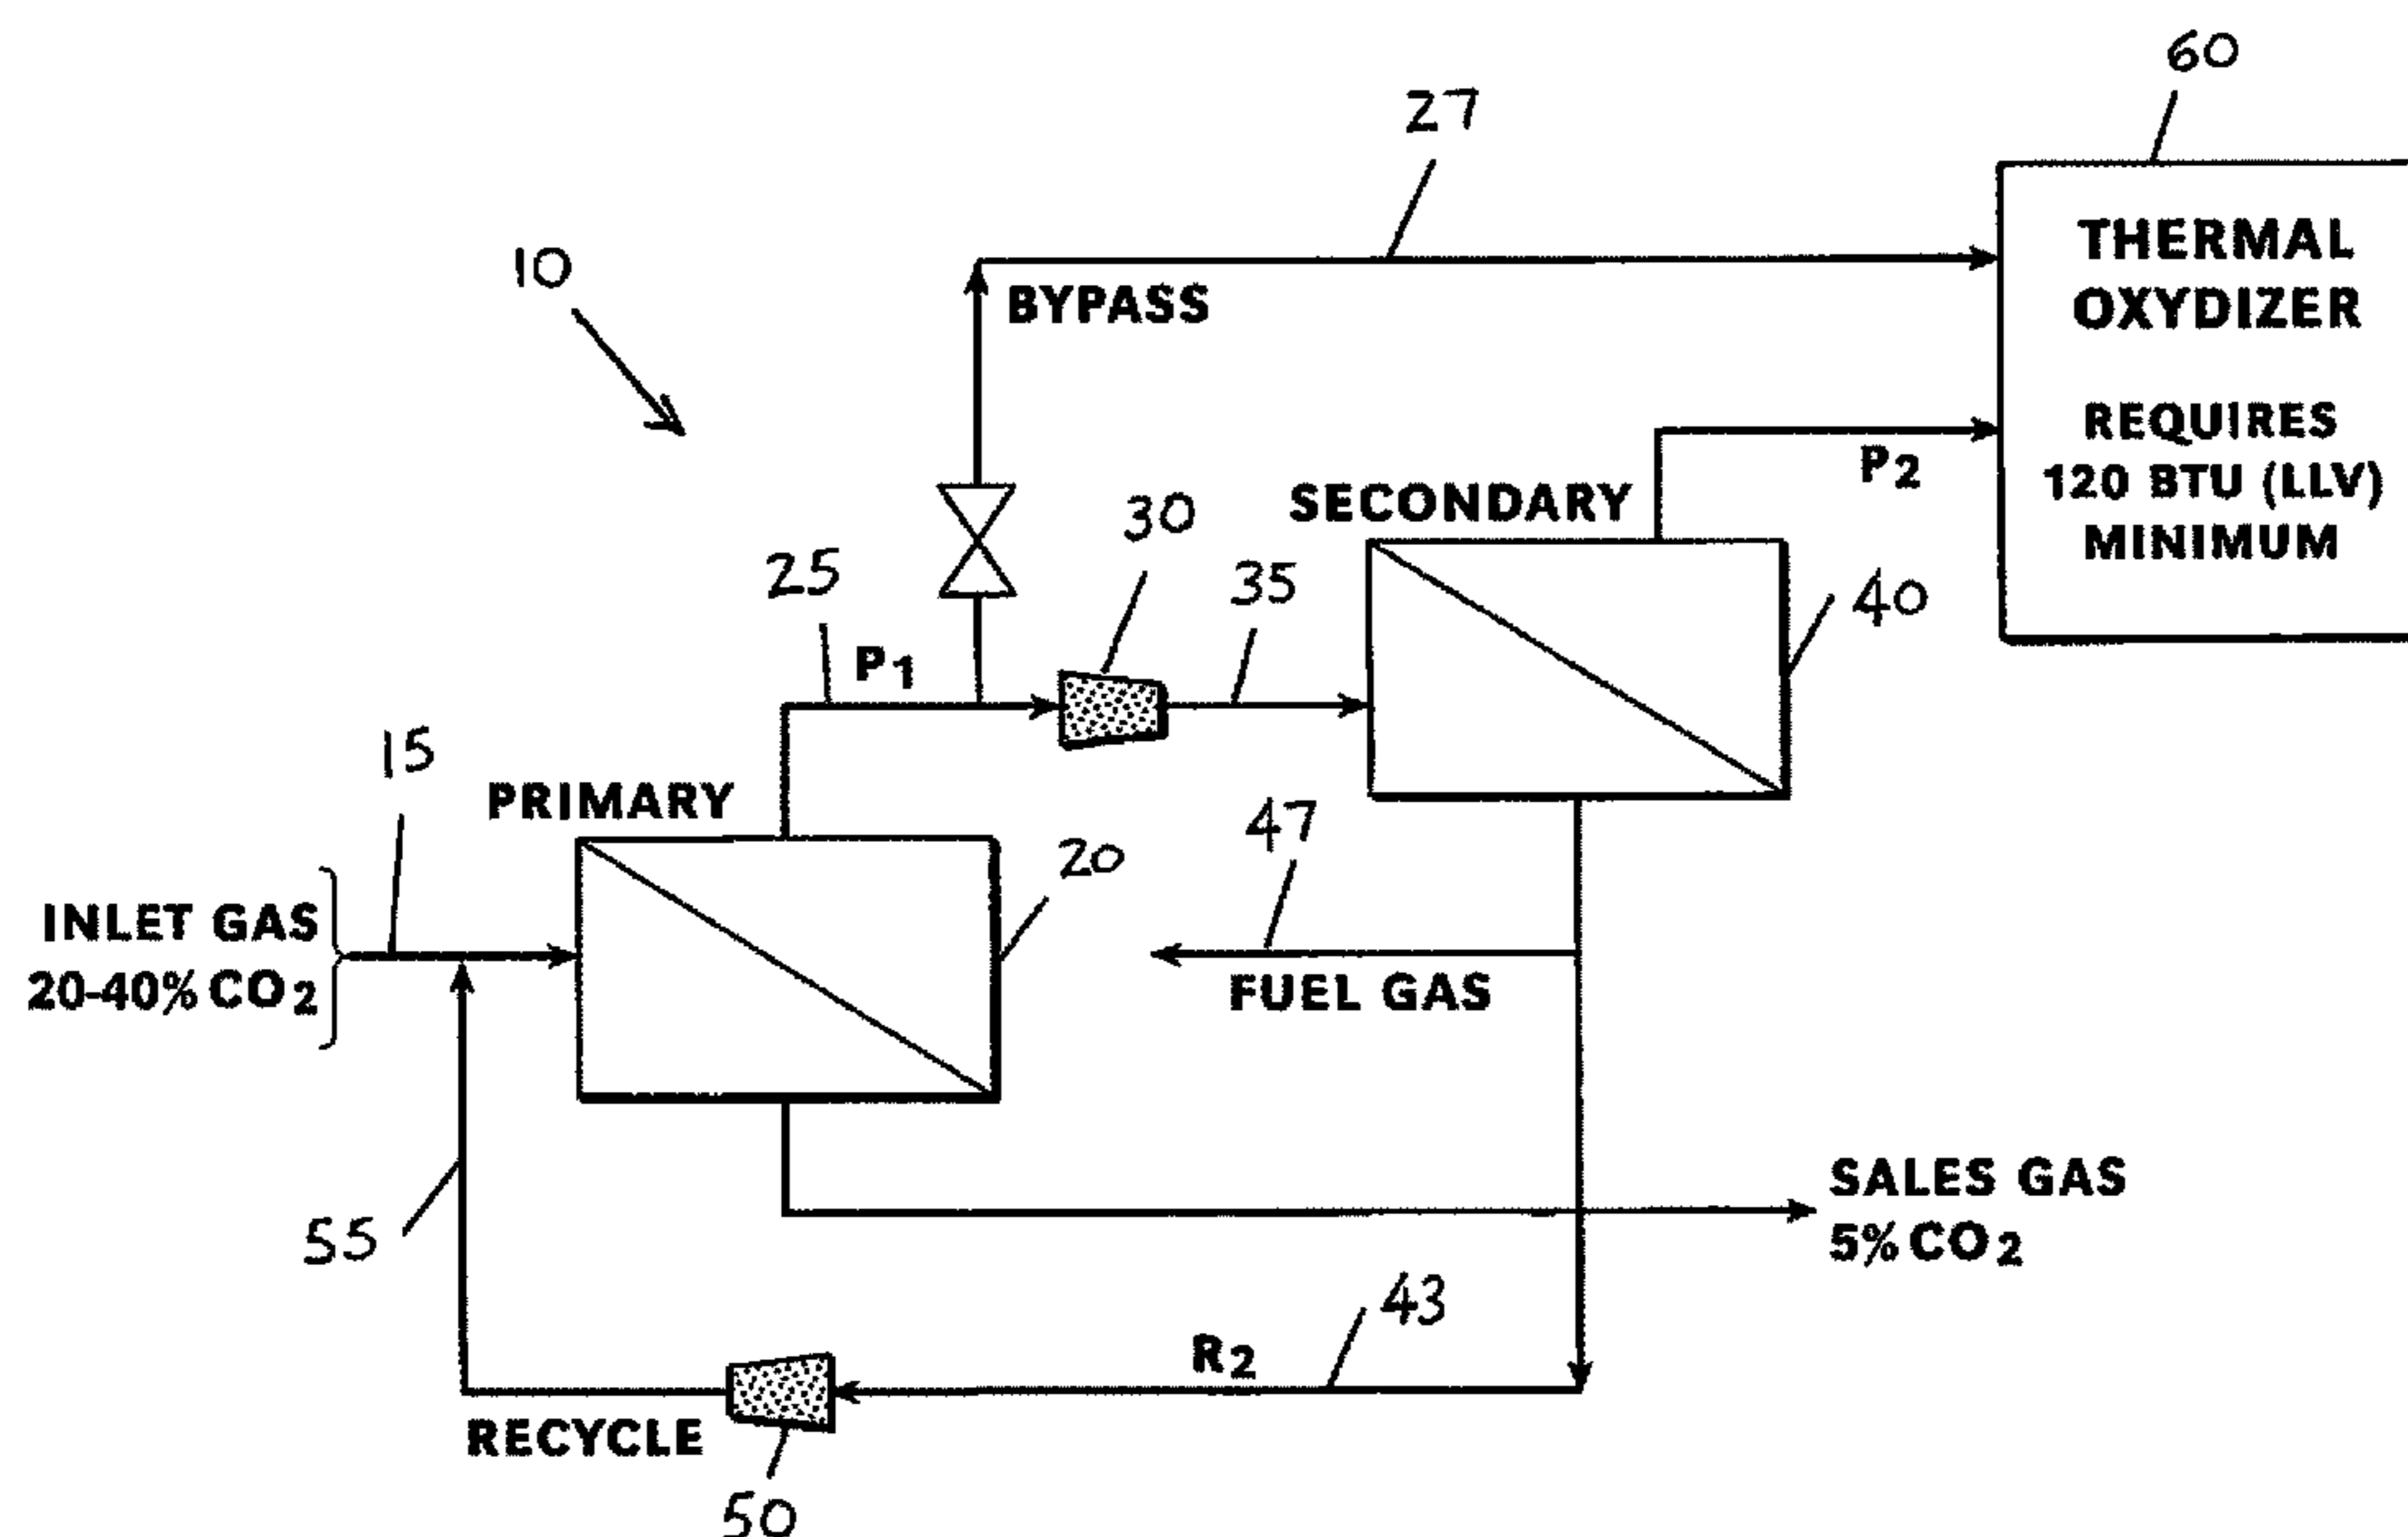 60
27
THERMAL
OXYDIZER
10
BYPASS
REQUIRES
120 BTU (LLV)
MINIMUM
P2
SECONDARY
30
25
35
40
P1
15
PRIMARY
47
20
INLET GAS
20-40% CO2
FUEL GAS
SALES GAS
5% CO2
55
43
R2
RECYCLE
50